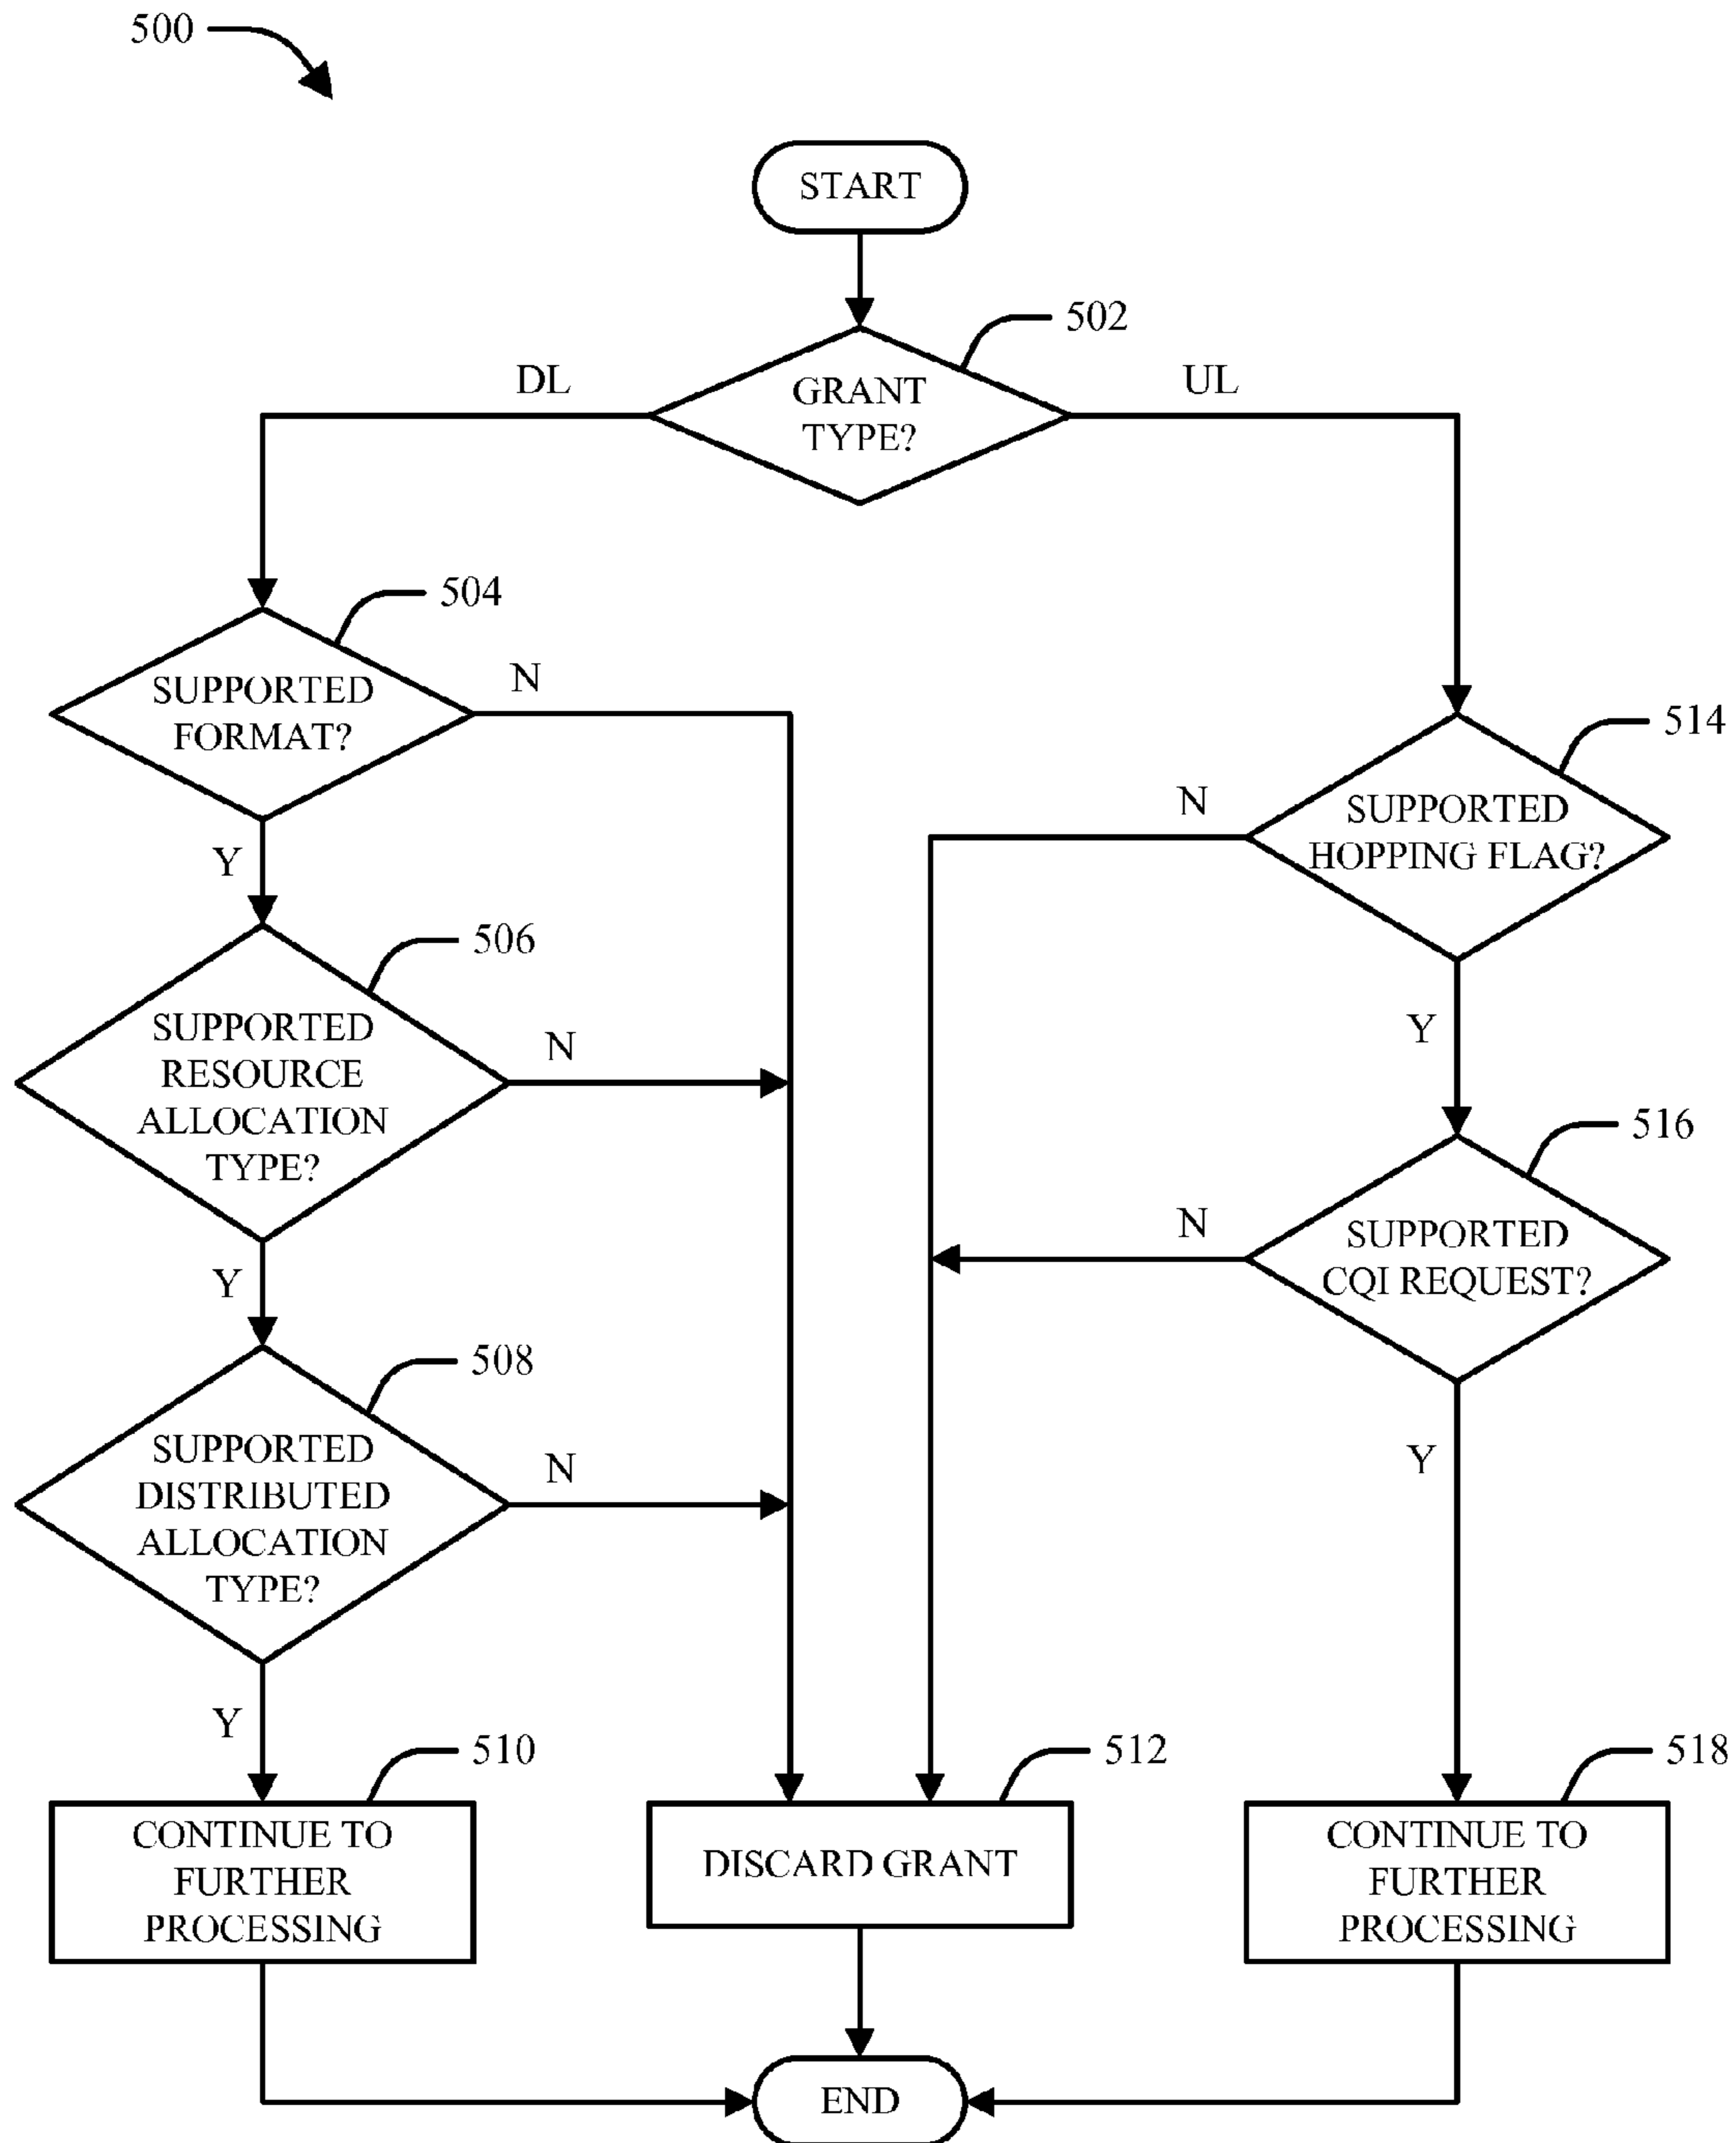 500
START
502
DL
GRANT
TYPE?
UL
504
SUPPORTED
FORMAT?
N
514
N
SUPPORTED
HOPPING FLAG?
Y
506
SUPPORTED
RESOURCE
ALLOCATION
TYPE?
N
Y
516
N
SUPPORTED
CQI REQUEST?
Y
508
SUPPORTED
DISTRIBUTED
ALLOCATION
TYPE?
N
Y
Y
510
512
518
CONTINUE TO
FURTHER
PROCESSING
DISCARD GRANT
CONTINUE TO
FURTHER
PROCESSING
END